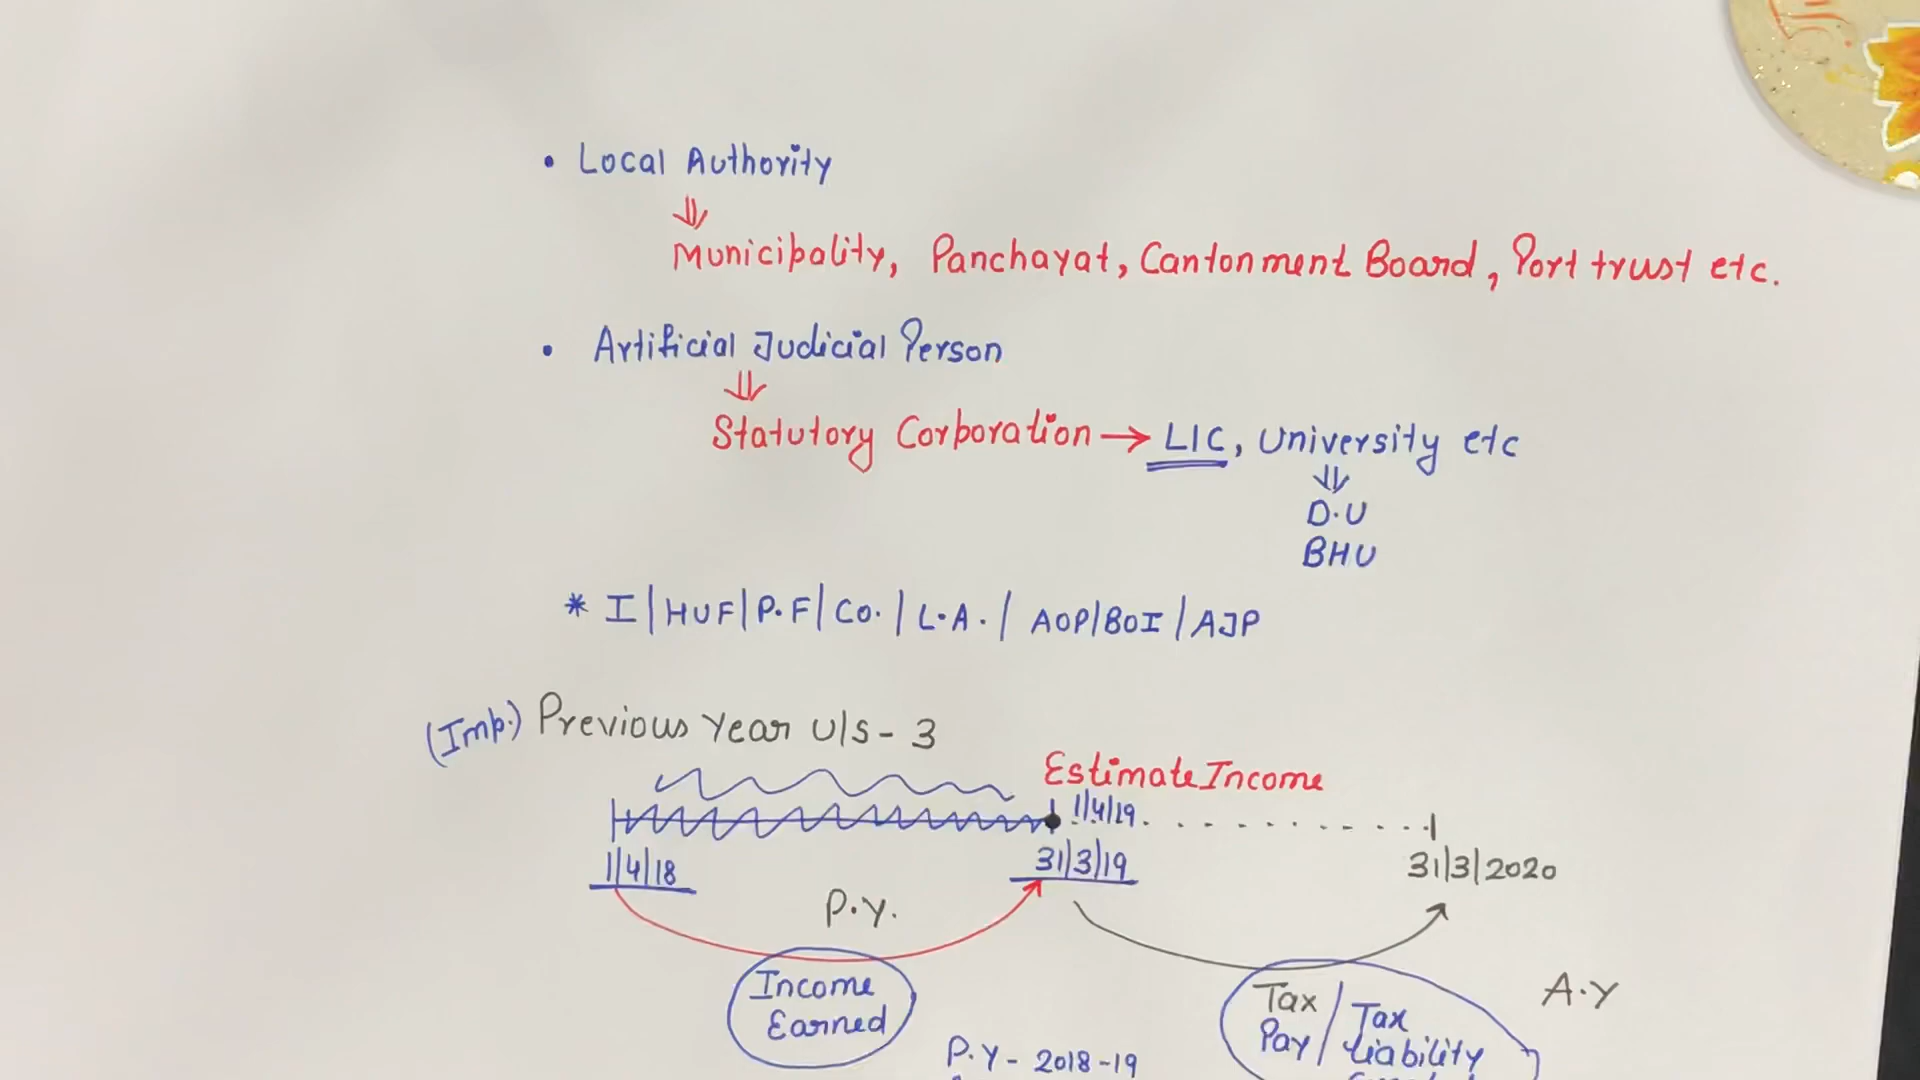 • Local Authority
⇓
Municipality, Panchayat, Cantonment Board, Port trust etc.
• Artificial Judicial Person
⇓
Statutory Corporation → LIC, University etc
⇓
D.U
BHU
* I | HUF | P.F | Co. | L.A. | AOP/BOI | AJP
(Imp.) Previous Year U/S - 3
Estimate Income
1/4/19
1/4/18
31/3/19
31/3/2020
P.Y.
Income
Earned
A.Y
Tax
Pay /
Tax
liability
P.Y - 2018-19